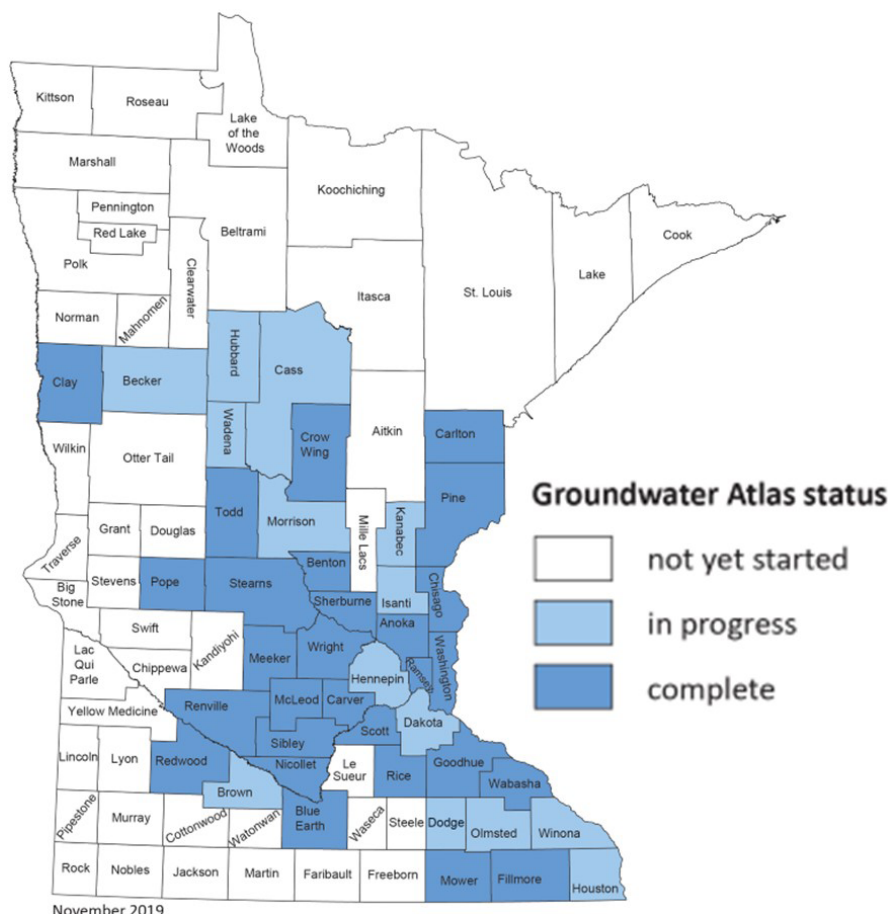 Kittson
Roseau
Lake
of the
Woods
Marshall
Koochiching
Pennington
Red Lake
Beltrami
Cook
Polk
Clearwater
Lake
St. Louis
Itasca
Norman
Mahnomen
Hubbard
Cass
Clay
Becker
Wadena
Crow
Wing
Aitkin
Carlton
Wilkin
Otter Tail
Groundwater Atlas status
Pine
Todd
Morrison
Mille Lacs
Kanabec
Grant
Douglas
Traverse
not yet started
Benton
Stevens
Pope
Stearns
Big
Stone
Chisago
Sherburne
Isanti
Anoka
in progress
Swift
Kandiyohi
Lac
Qui
Parle
Chippewa
Meeker
Wright
Washington
Hennepin
Ramsey
complete
Yellow Medicine
Renville
McLeod
Carver
Dakota
Scott
Sibley
Lincoln
Lyon
Redwood
Nicollet
Le
Sueur
Rice
Goodhue
Wabasha
Brown
Pipestone
Murray
Cottonwood
Watonwan
Blue
Earth
Waseca
Steele
Dodge
Olmsted
Winona
Rock
Nobles
Jackson
Martin
Faribault
Freeborn
Mower
Fillmore
Houston
November 2019